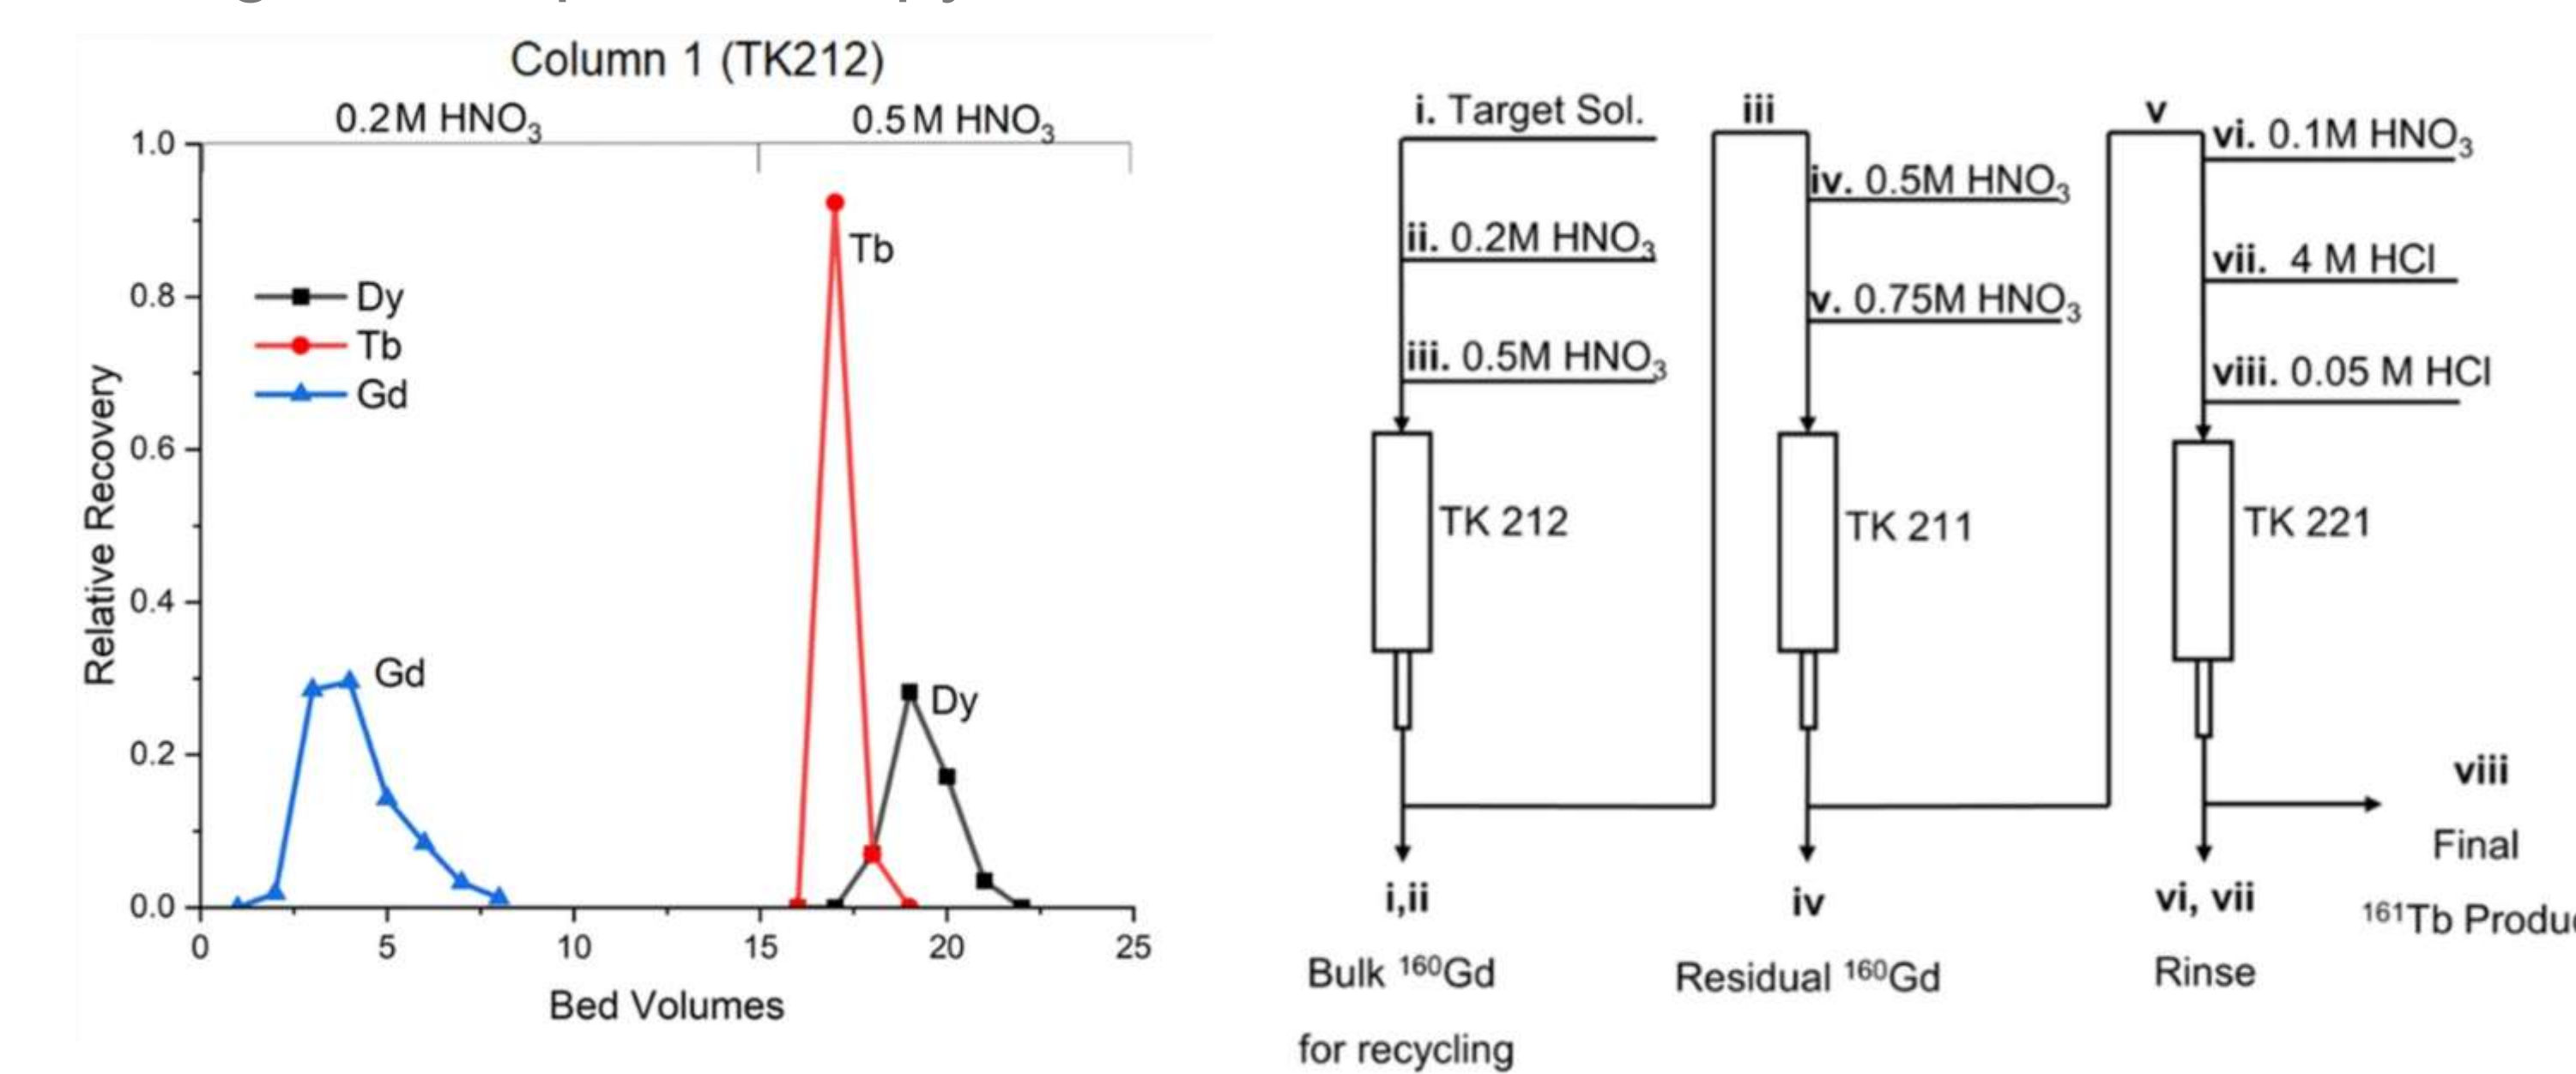 Column 1 (TK212)
0.2M HNO3
0.5M HNO3
1.0
0.8
0.6
0.4
0.2
0.0
Relative Recovery
Dy
Tb
Gd
Gd
Tb
Dy
0
5
10
15
20
25
Bed Volumes
i. Target Sol.
ii. 0.2M HNO3
iii. 0.5M HNO3
TK 212
i,ii
Bulk 160Gd
for recycling
iii
iv. 0.5M HNO3
v. 0.75M HNO3
TK 211
iv
Residual 160Gd
v
vi. 0.1M HNO3
vii. 4 M HCl
viii. 0.05 M HCl
TK 221
vi, vii
Rinse
viii
Final
161Tb